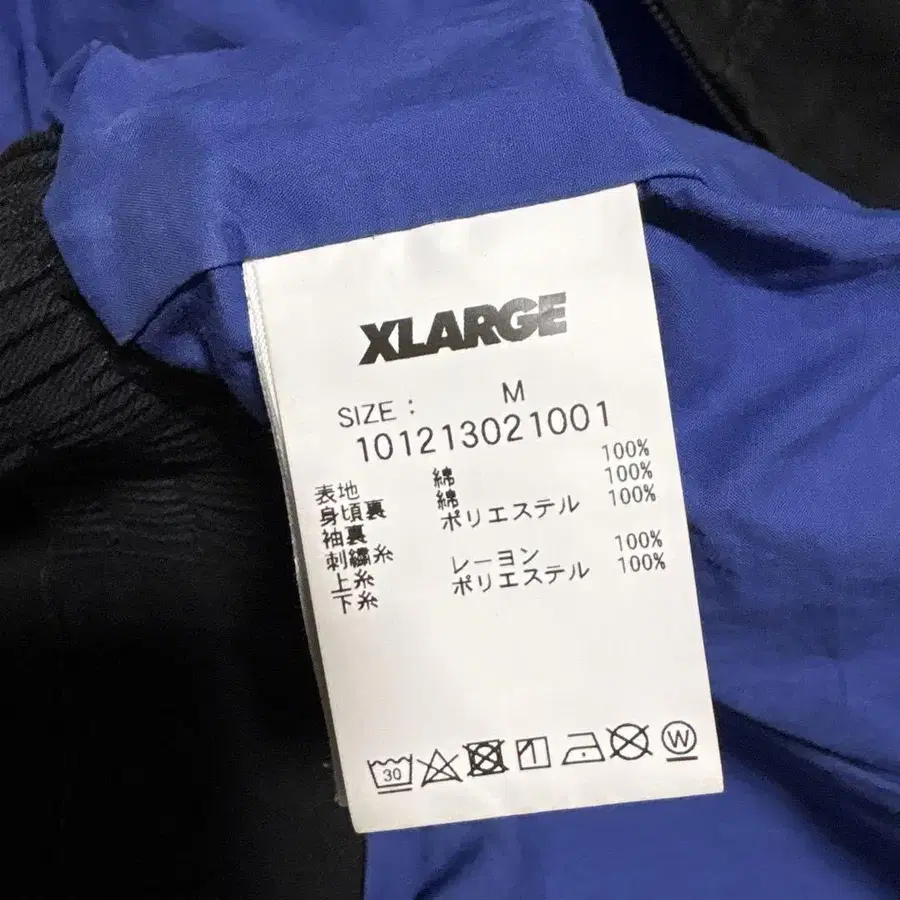 XLARGE
SIZE : M
101213021001
表地 綿 100%
身頃裏 綿 100%
袖裏 ポリエステル 100%
刺繍糸
上糸 レーヨン 100%
下糸 ポリエステル 100%
30 W